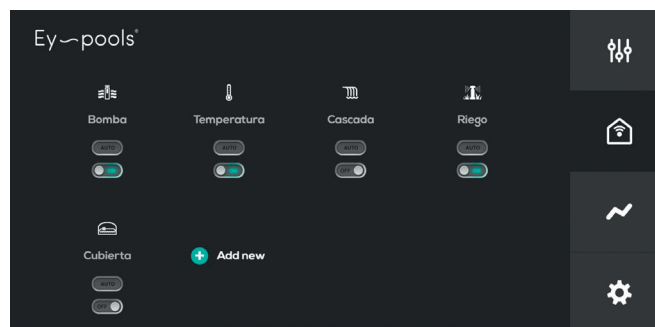 Ey~pools®
Bomba Temperatura Cascada Riego
AUTO AUTO AUTO AUTO
ON ON OFF ON
Cubierta Add new
AUTO
OFF